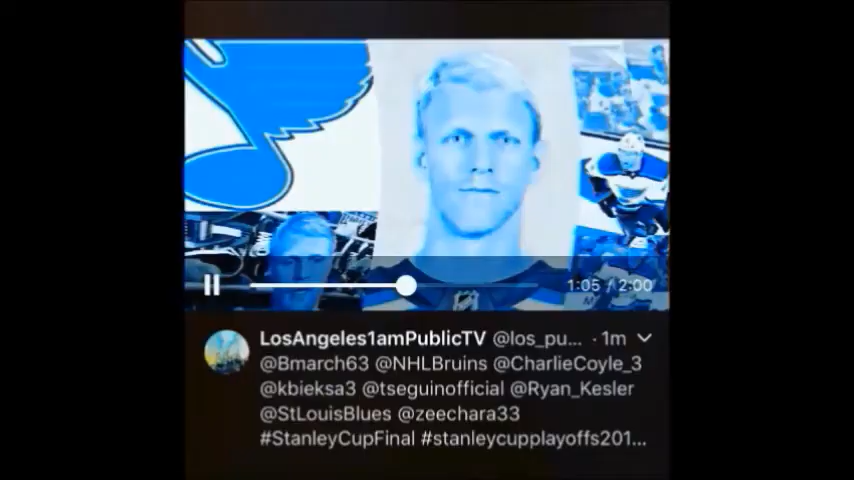 1:05 / 2:00
LosAngeles1amPublicTV @los_pu... · 1m
@Bmarch63 @NHLBruins @CharlieCoyle_3
@kbieksa3 @tseguinofficial @Ryan_Kesler
@StLouisBlues @zeechara33
#StanleyCupFinal #stanleycupplayoffs201...